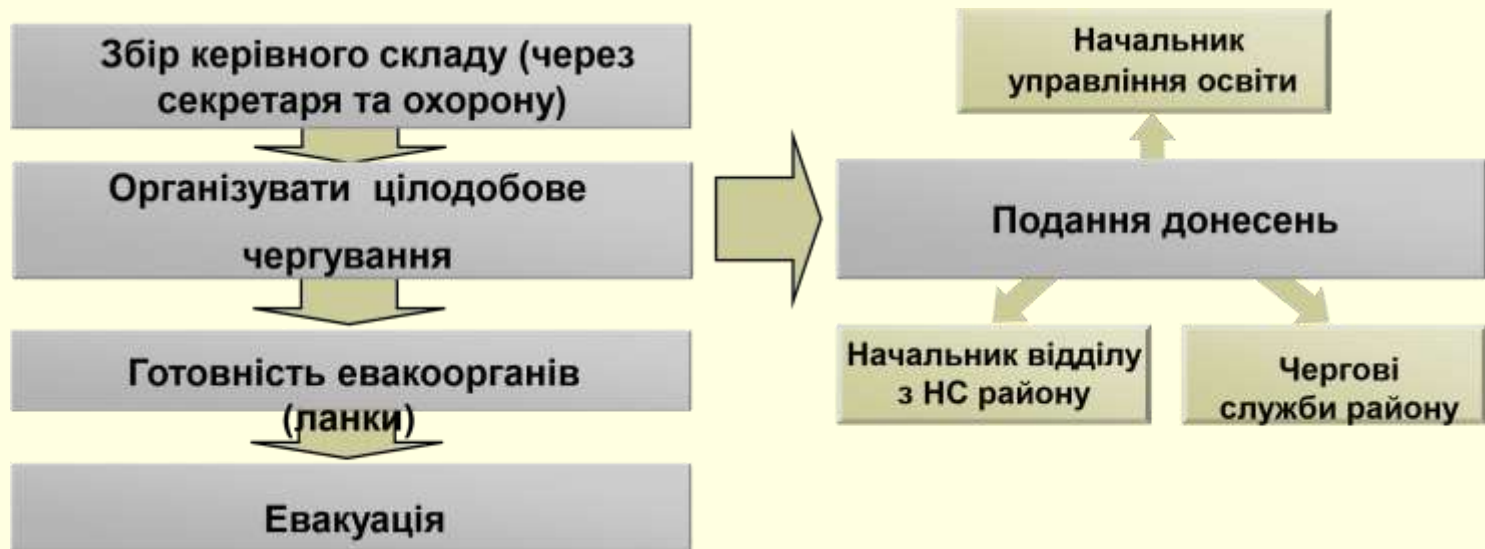 Збір керівного складу (через
секретаря та охорону)
Організувати цілодобове
чергування
Готовність евакоорганів
(ланки)
Евакуація
Начальник
управління освіти
Подання донесень
Начальник відділу
з НС району
Чергові
служби району